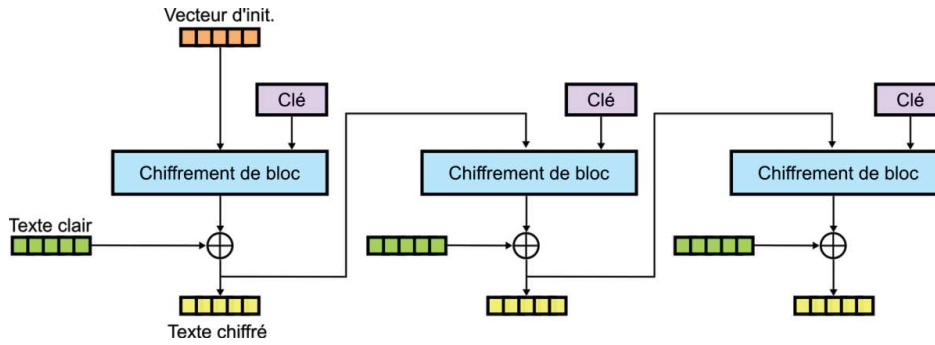 Vecteur d'init.
Clé
Clé
Clé
Chiffrement de bloc
Chiffrement de bloc
Chiffrement de bloc
Texte clair
Texte chiffré